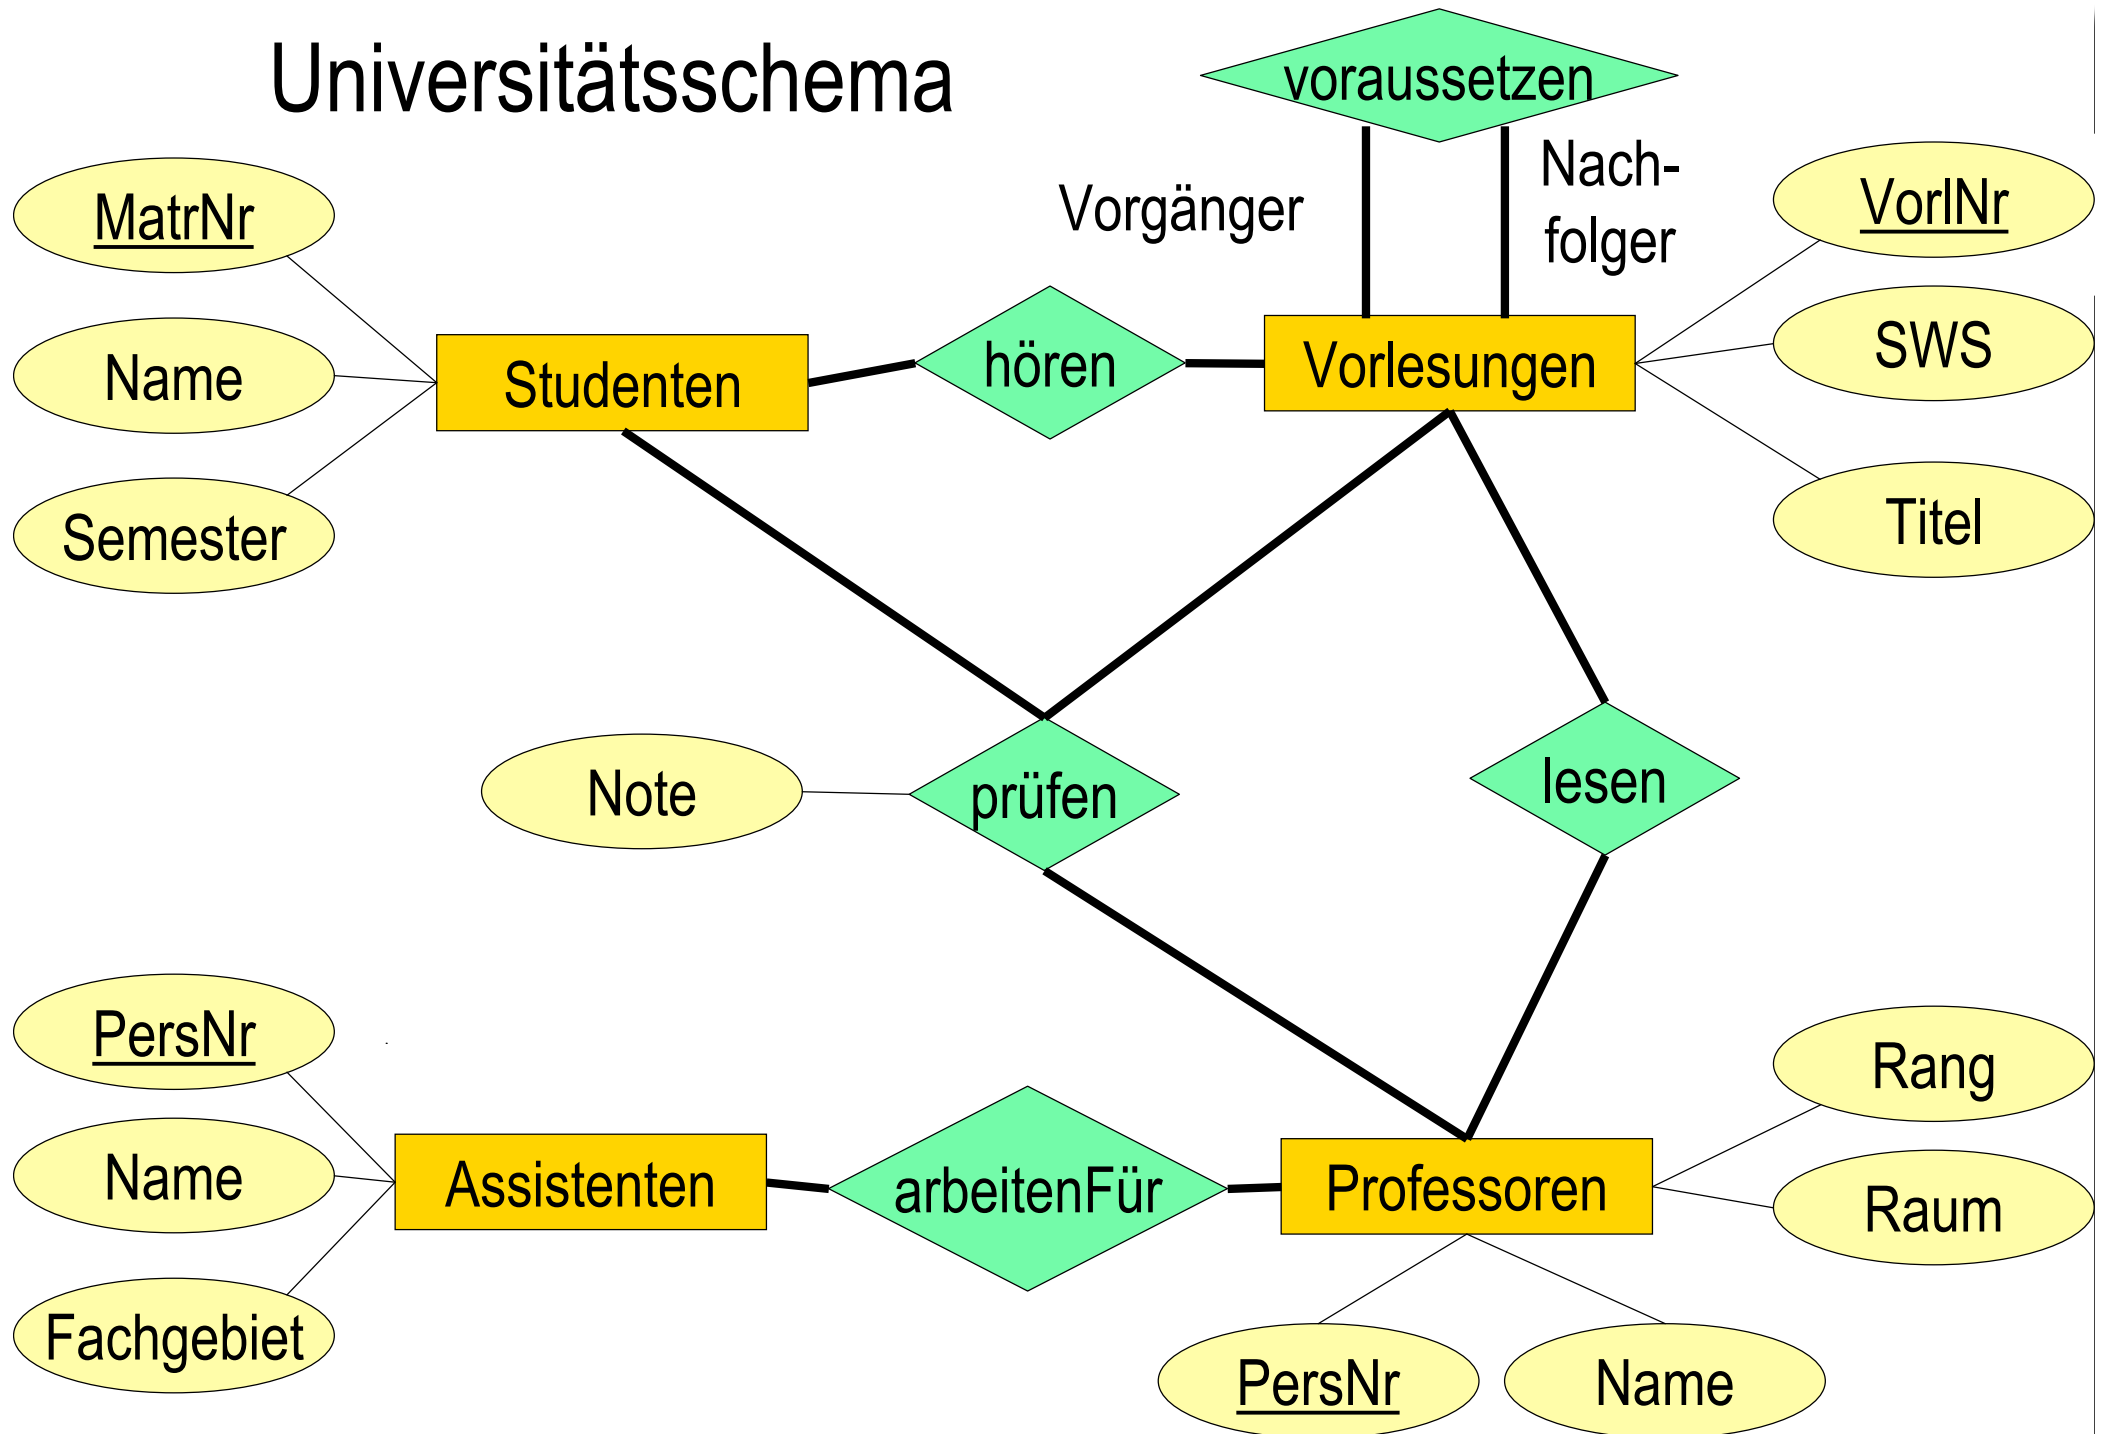 Universitätsschema
voraussetzen
Vorgänger
Nach-
folger
MatrNr
Name
Semester
Studenten
hören
Vorlesungen
VorlNr
SWS
Titel
Note
prüfen
lesen
PersNr
Name
Fachgebiet
Assistenten
arbeitenFür
Professoren
Rang
Raum
PersNr
Name